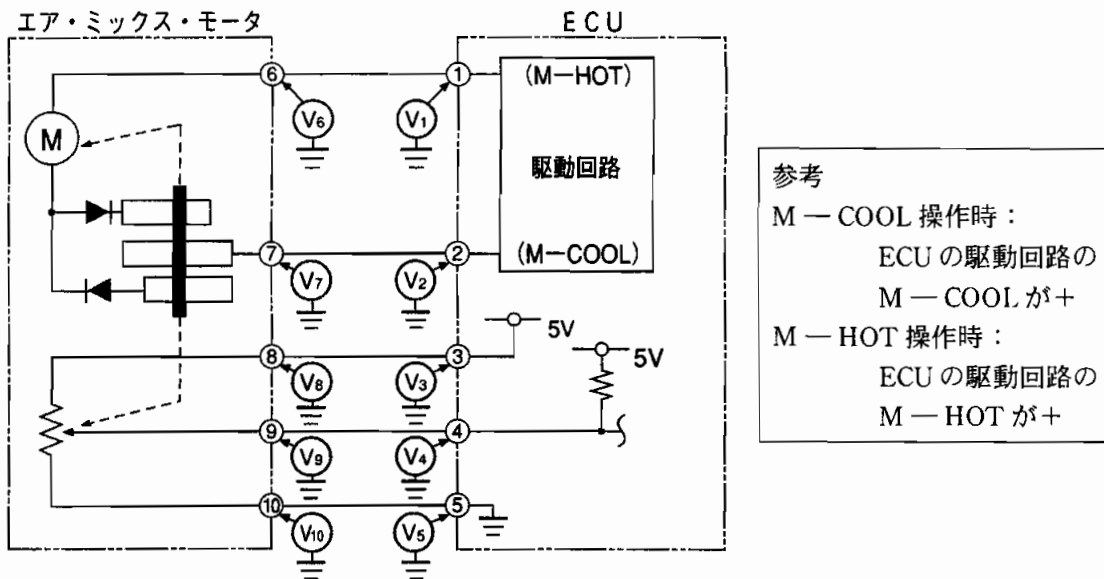 エア・ミックス・モータ
ECU
⑥
①
(M－HOT)
V₆
V₁
M
駆動回路
(M－COOL)
⑦
②
V₇
V₂
5V
⑧
③
5V
V₈
V₃
⑨
④
V₉
V₄
⑩
⑤
V₁₀
V₅
参考
M－COOL 操作時：
ECU の駆動回路の
M－COOL が＋
M－HOT 操作時：
ECU の駆動回路の
M－HOT が＋